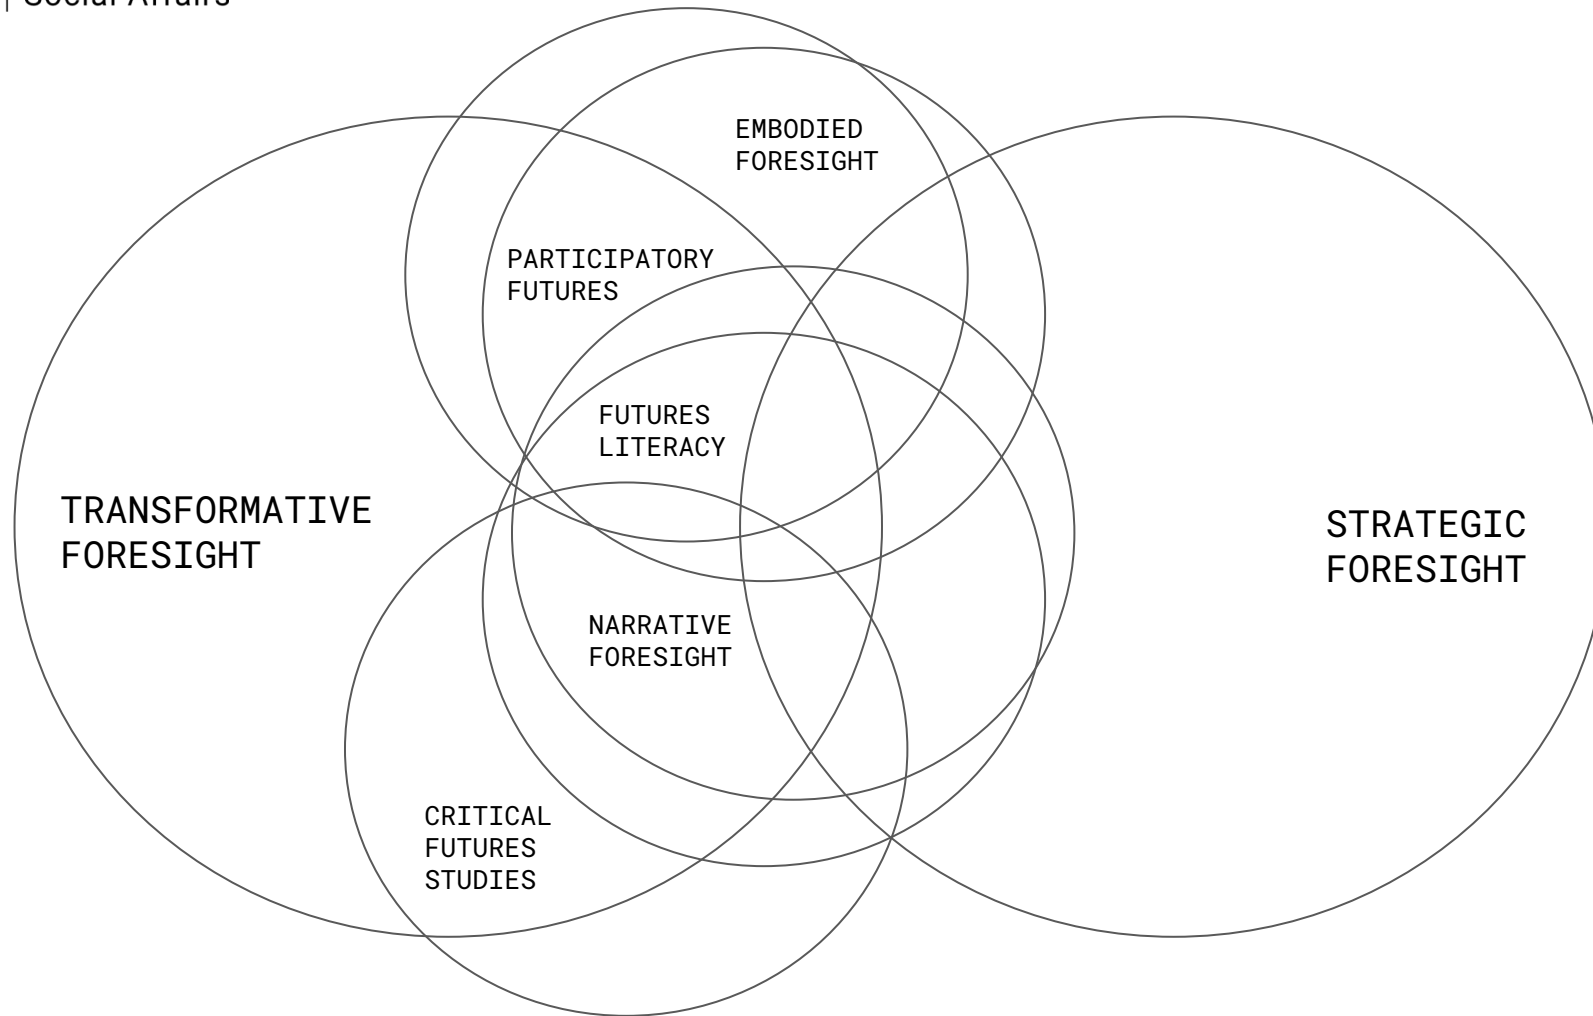 Social Affairs
EMBODIED
FORESIGHT
PARTICIPATORY
FUTURES
FUTURES
LITERACY
TRANSFORMATIVE
FORESIGHT
STRATEGIC
FORESIGHT
NARRATIVE
FORESIGHT
CRITICAL
FUTURES
STUDIES